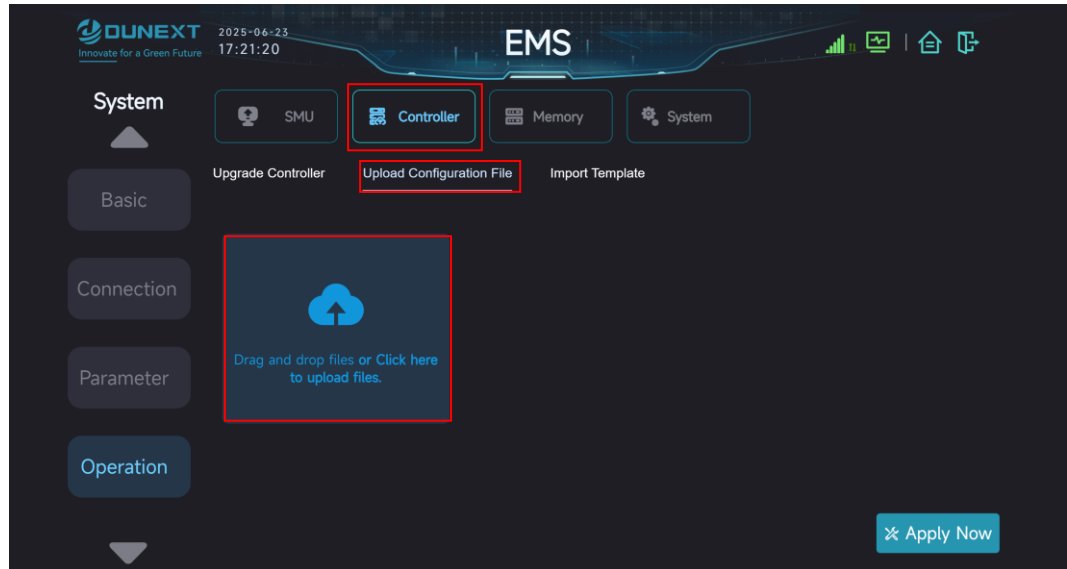 DUNEXT
Innovate for a Green Future
2025-06-23
17:21:20
EMS
System
SMU
Controller
Memory
System
Upgrade Controller
Upload Configuration File
Import Template
Basic
Connection
Parameter
Operation
Drag and drop files or Click here
to upload files.
Apply Now